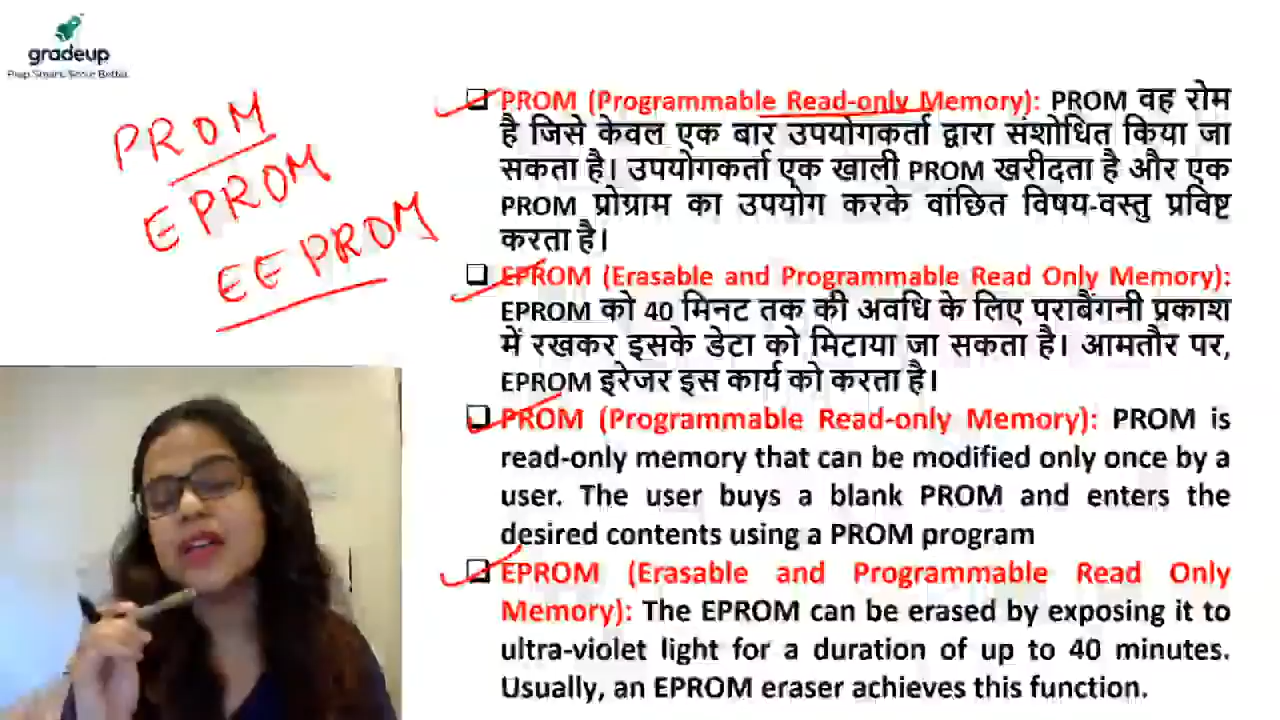 gradeup
Prep Smart. Score Better.
PROM
EPROM
EEPROM
PROM (Programmable Read-only Memory): PROM वह रोम
है जिसे केवल एक बार उपयोगकर्ता द्वारा संशोधित किया जा
सकता है। उपयोगकर्ता एक खाली PROM खरीदता है और एक
PROM प्रोग्राम का उपयोग करके वांछित विषय-वस्तु प्रविष्ट
करता है।
EPROM (Erasable and Programmable Read Only Memory):
EPROM को 40 मिनट तक की अवधि के लिए पराबैंगनी प्रकाश
में रखकर इसके डेटा को मिटाया जा सकता है। आमतौर पर,
EPROM इरेजर इस कार्य को करता है।
PROM (Programmable Read-only Memory): PROM is
read-only memory that can be modified only once by a
user. The user buys a blank PROM and enters the
desired contents using a PROM program
EPROM (Erasable and Programmable Read Only
Memory): The EPROM can be erased by exposing it to
ultra-violet light for a duration of up to 40 minutes.
Usually, an EPROM eraser achieves this function.